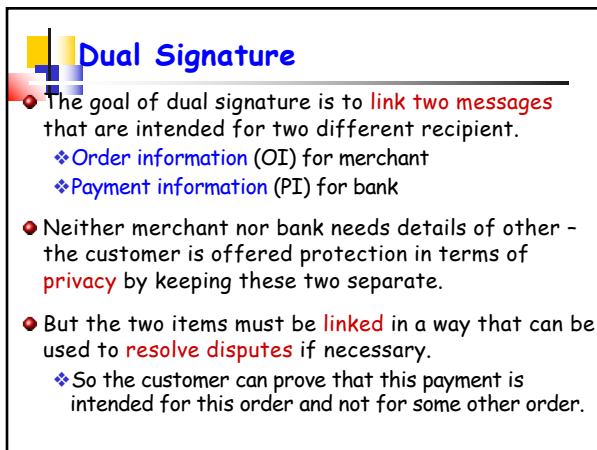 Dual Signature
The goal of dual signature is to link two messages
that are intended for two different recipient.
❖Order information (OI) for merchant
❖Payment information (PI) for bank
Neither merchant nor bank needs details of other –
the customer is offered protection in terms of
privacy by keeping these two separate.
But the two items must be linked in a way that can be
used to resolve disputes if necessary.
❖So the customer can prove that this payment is
intended for this order and not for some other order.